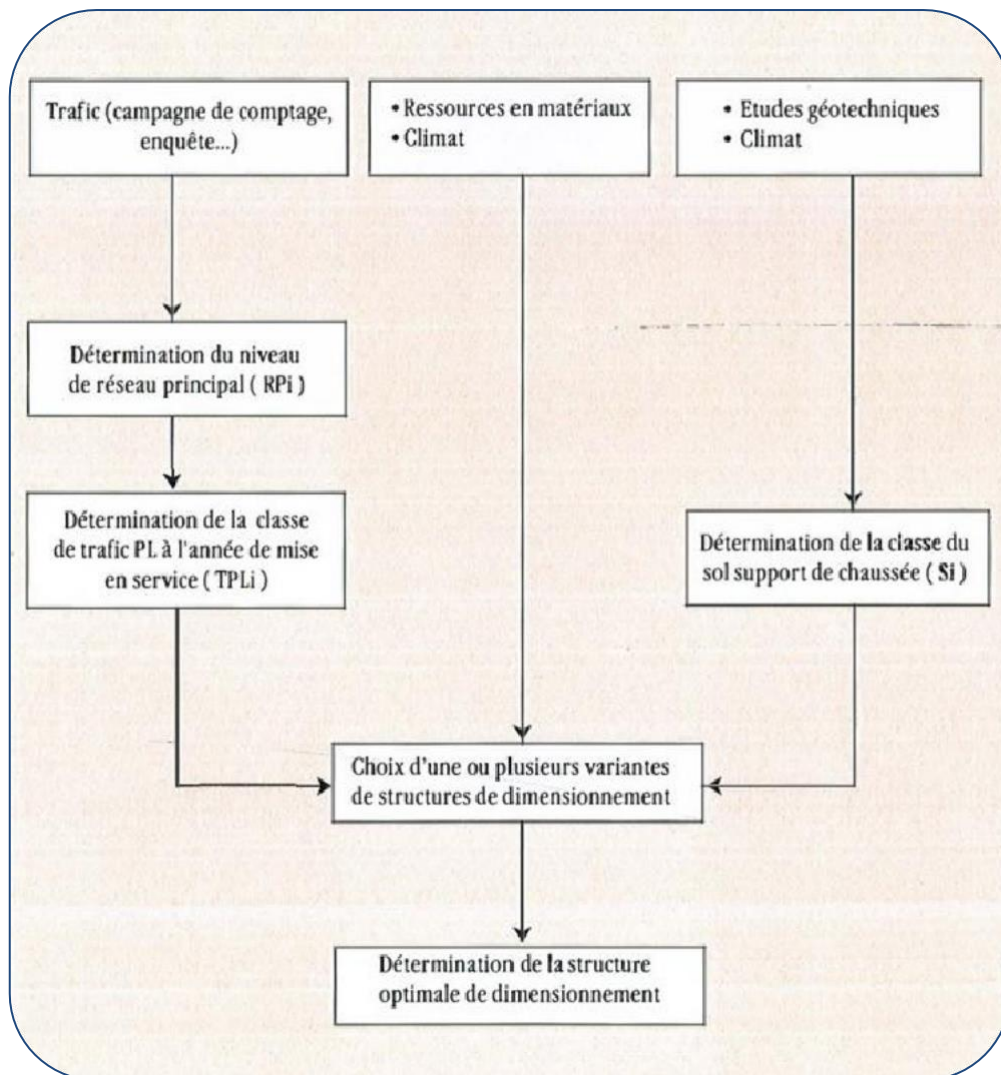 Trafic (campagne de comptage,
enquête...)
• Ressources en matériaux
• Climat
• Etudes géotechniques
• Climat
Détermination du niveau
de réseau principal ( RPi )
Détermination de la classe
de trafic PL à l'année de mise
en service ( TPLi )
Détermination de la classe du
sol support de chaussée ( Si )
Choix d'une ou plusieurs variantes
de structures de dimensionnement
Détermination de la structure
optimale de dimensionnement